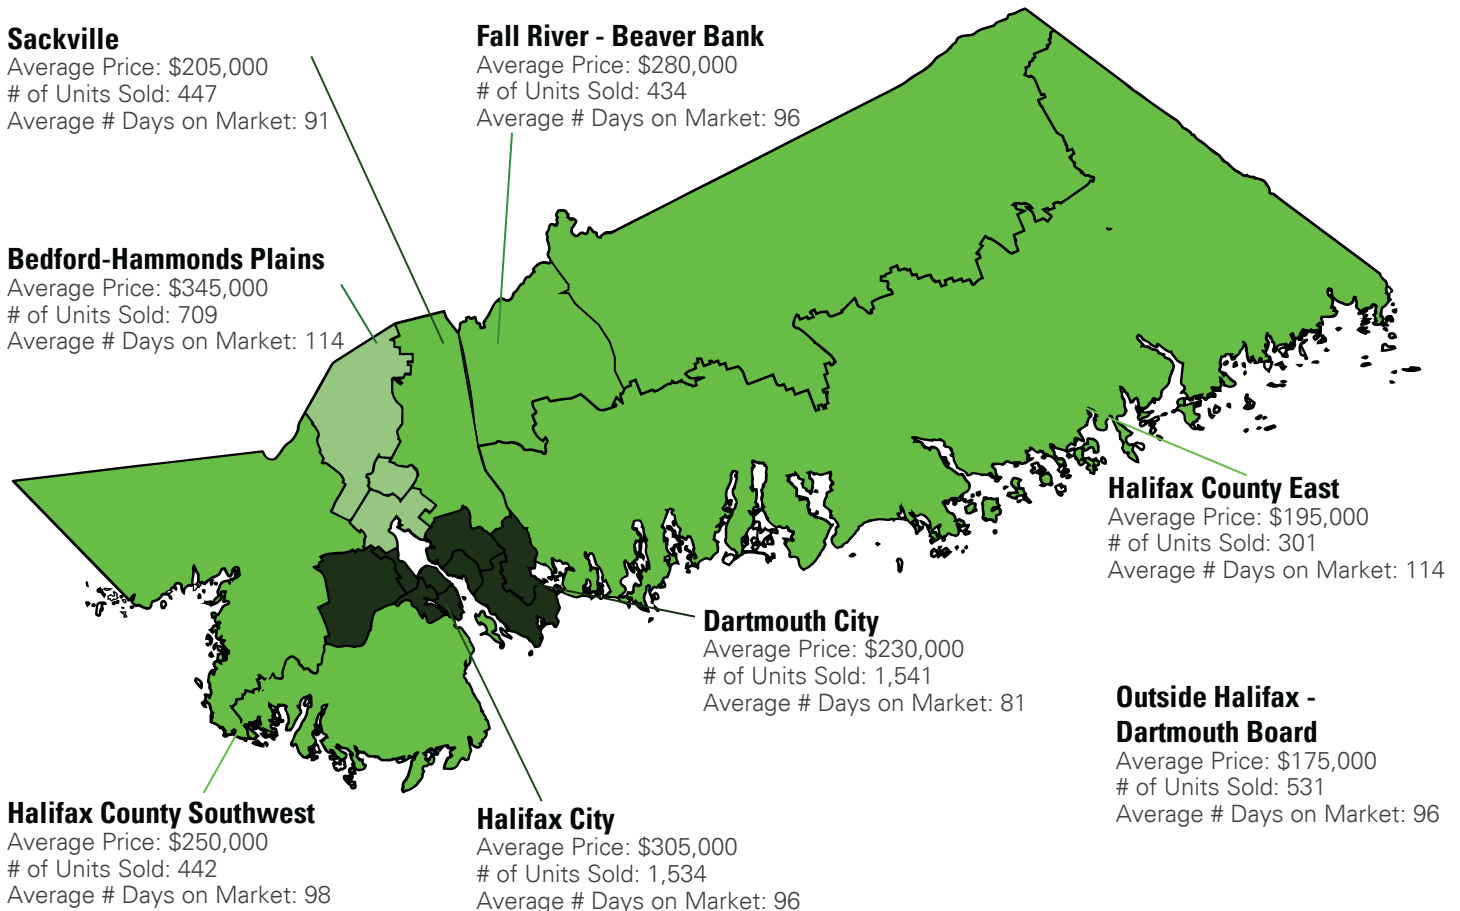 Sackville
Average Price: $205,000
# of Units Sold: 447
Average # Days on Market: 91
Fall River - Beaver Bank
Average Price: $280,000
# of Units Sold: 434
Average # Days on Market: 96
Bedford-Hammonds Plains
Average Price: $345,000
# of Units Sold: 709
Average # Days on Market: 114
Halifax County East
Average Price: $195,000
# of Units Sold: 301
Average # Days on Market: 114
Dartmouth City
Average Price: $230,000
# of Units Sold: 1,541
Average # Days on Market: 81
Outside Halifax -
Dartmouth Board
Average Price: $175,000
# of Units Sold: 531
Average # Days on Market: 96
Halifax County Southwest
Average Price: $250,000
# of Units Sold: 442
Average # Days on Market: 98
Halifax City
Average Price: $305,000
# of Units Sold: 1,534
Average # Days on Market: 96